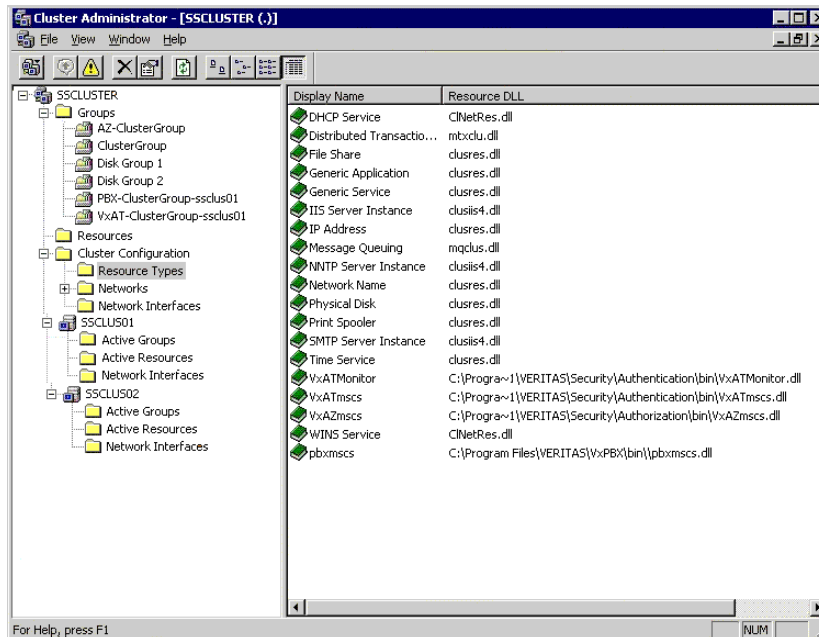 Cluster Administrator - [SSCLUSTER (.)]
File View Window Help
SSCLUSTER
Groups
AZ-ClusterGroup
ClusterGroup
Disk Group 1
Disk Group 2
PBX-ClusterGroup-ssclus01
VxAT-ClusterGroup-ssclus01
Resources
Cluster Configuration
Resource Types
Networks
Network Interfaces
SSCLUS01
Active Groups
Active Resources
Network Interfaces
SSCLUS02
Active Groups
Active Resources
Network Interfaces
Display Name Resource DLL
DHCP Service ClNetRes.dll
Distributed Transactio... mtxclu.dll
File Share clusres.dll
Generic Application clusres.dll
Generic Service clusres.dll
IIS Server Instance clusiis4.dll
IP Address clusres.dll
Message Queuing mqclus.dll
NNTP Server Instance clusiis4.dll
Network Name clusres.dll
Physical Disk clusres.dll
Print Spooler clusres.dll
SMTP Server Instance clusiis4.dll
Time Service clusres.dll
VxATMonitor C:\Progra~1\VERITAS\Security\Authentication\bin\VxATMonitor.dll
VxATmscs C:\Progra~1\VERITAS\Security\Authentication\bin\VxATmscs.dll
VxAZmscs C:\Progra~1\VERITAS\Security\Authorization\bin\VxAZmscs.dll
WINS Service ClNetRes.dll
pbxmscs C:\Program Files\VERITAS\VxPBX\bin\\pbxmscs.dll
For Help, press F1 NUM